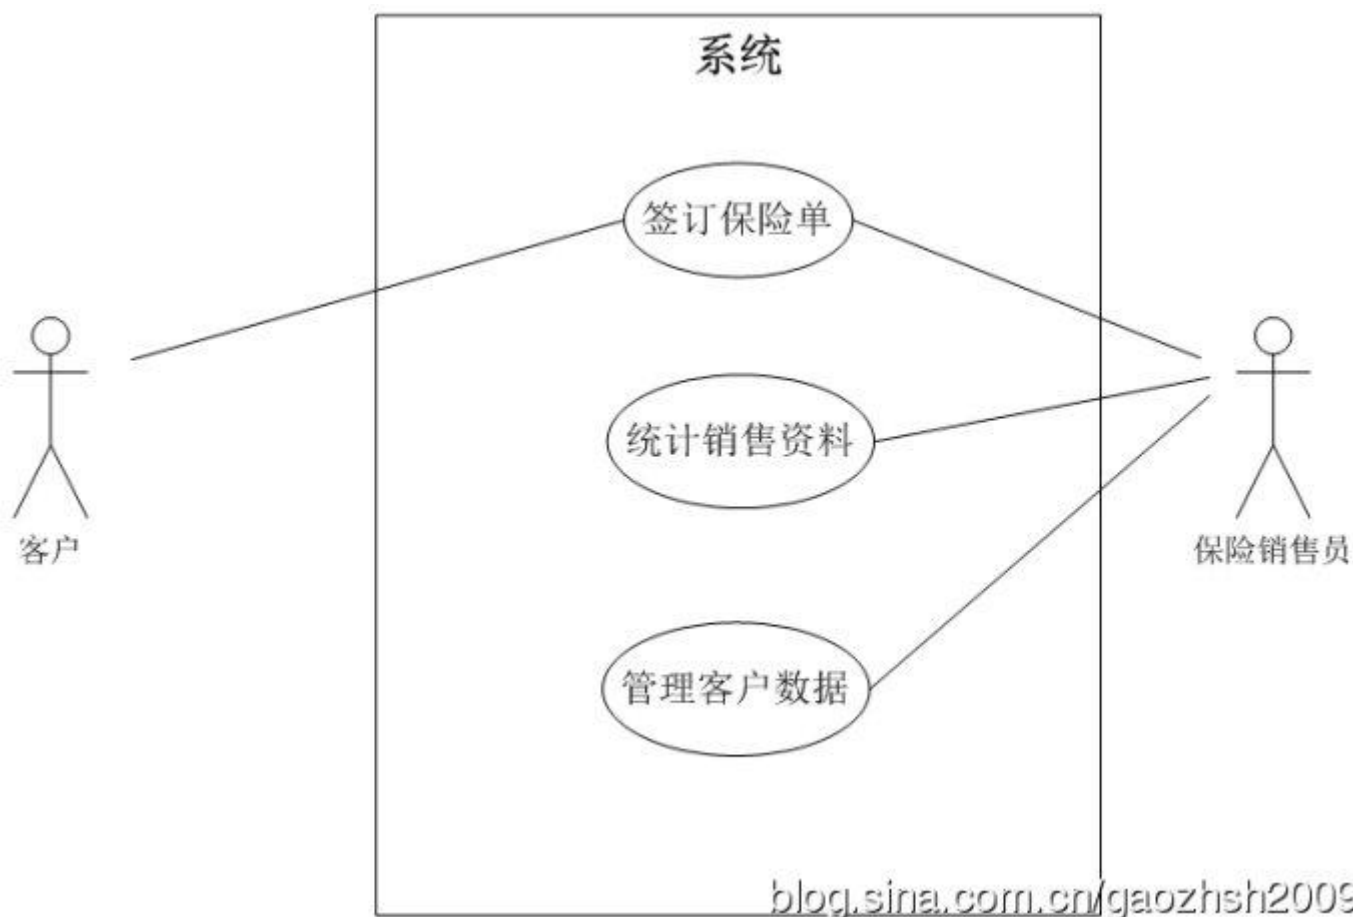 系统
签订保险单
统计销售资料
客户
保险销售员
管理客户数据
blog.sina.com.cn/gaozhsh2009